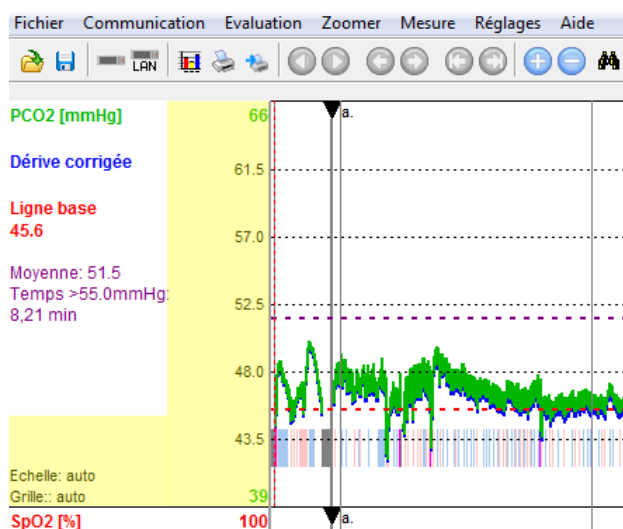 Fichier Communication Evaluation Zoomer Mesure Réglages Aide
LAN
PCO2 [mmHg] 66 a.
Dérive corrigée 61.5
Ligne base
45.6 57.0
Moyenne: 51.5
Temps >55.0mmHg: 52.5
8,21 min
48.0
43.5
Echelle: auto
Grille:: auto 39
SpO2 [%] 100 a.